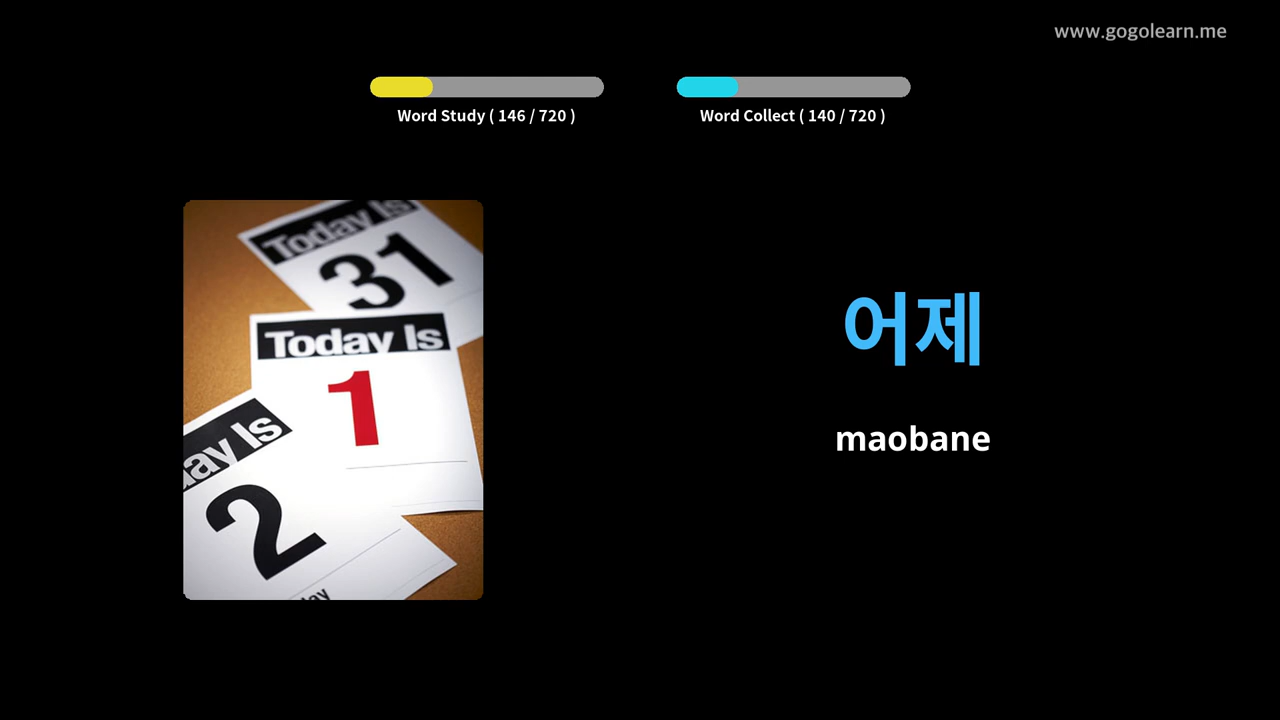 www.gogolearn.me
Word Study ( 146 / 720 )
Word Collect ( 140 / 720 )
Today Is
31
Today Is
1
ay Is
2
어제
maobane